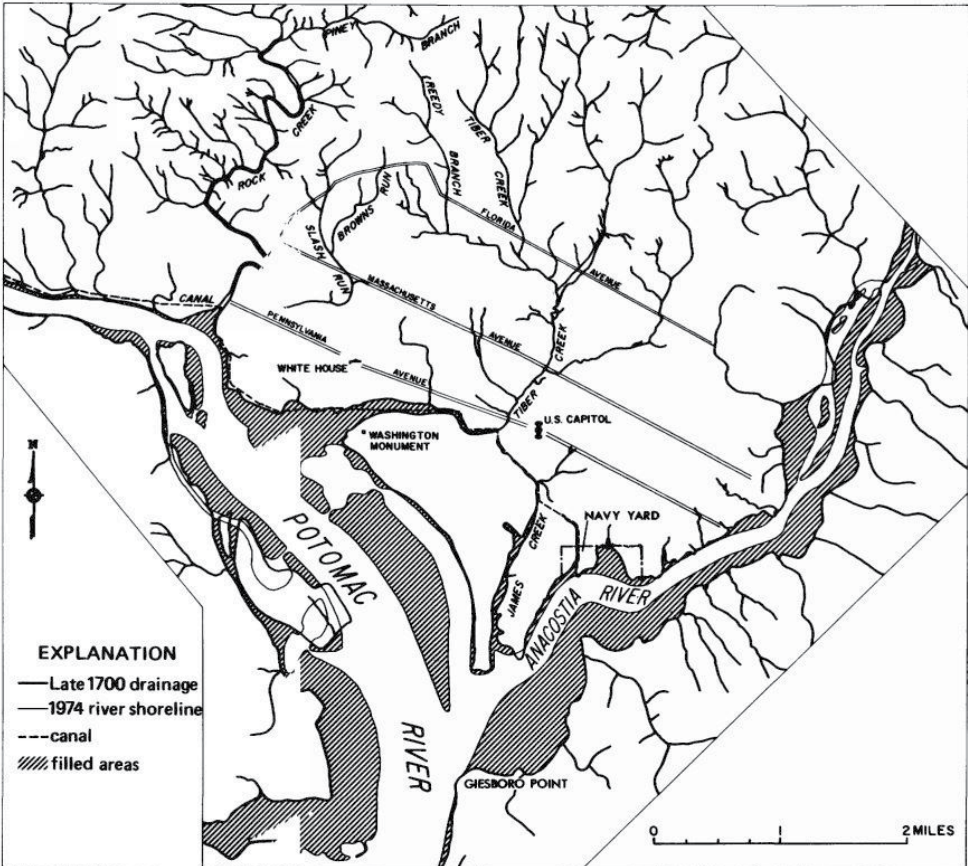 PINEY
BRANCH
REEDY
BRANCH
TIBER
CREEK
ROCK
CREEK
BROWNS
RUN
SLASH
RUN
FLORIDA
AVENUE
MASSACHUSETTS
AVENUE
CANAL
PENNSYLVANIA
AVENUE
WHITE HOUSE
TIBER
CREEK
U.S. CAPITOL
WASHINGTON
MONUMENT
N
NAVY YARD
POTOMAC
RIVER
JAMES
CREEK
ANACOSTIA
RIVER
GIESBORO POINT
EXPLANATION
Late 1700 drainage
1974 river shoreline
canal
filled areas
0 1 2 MILES